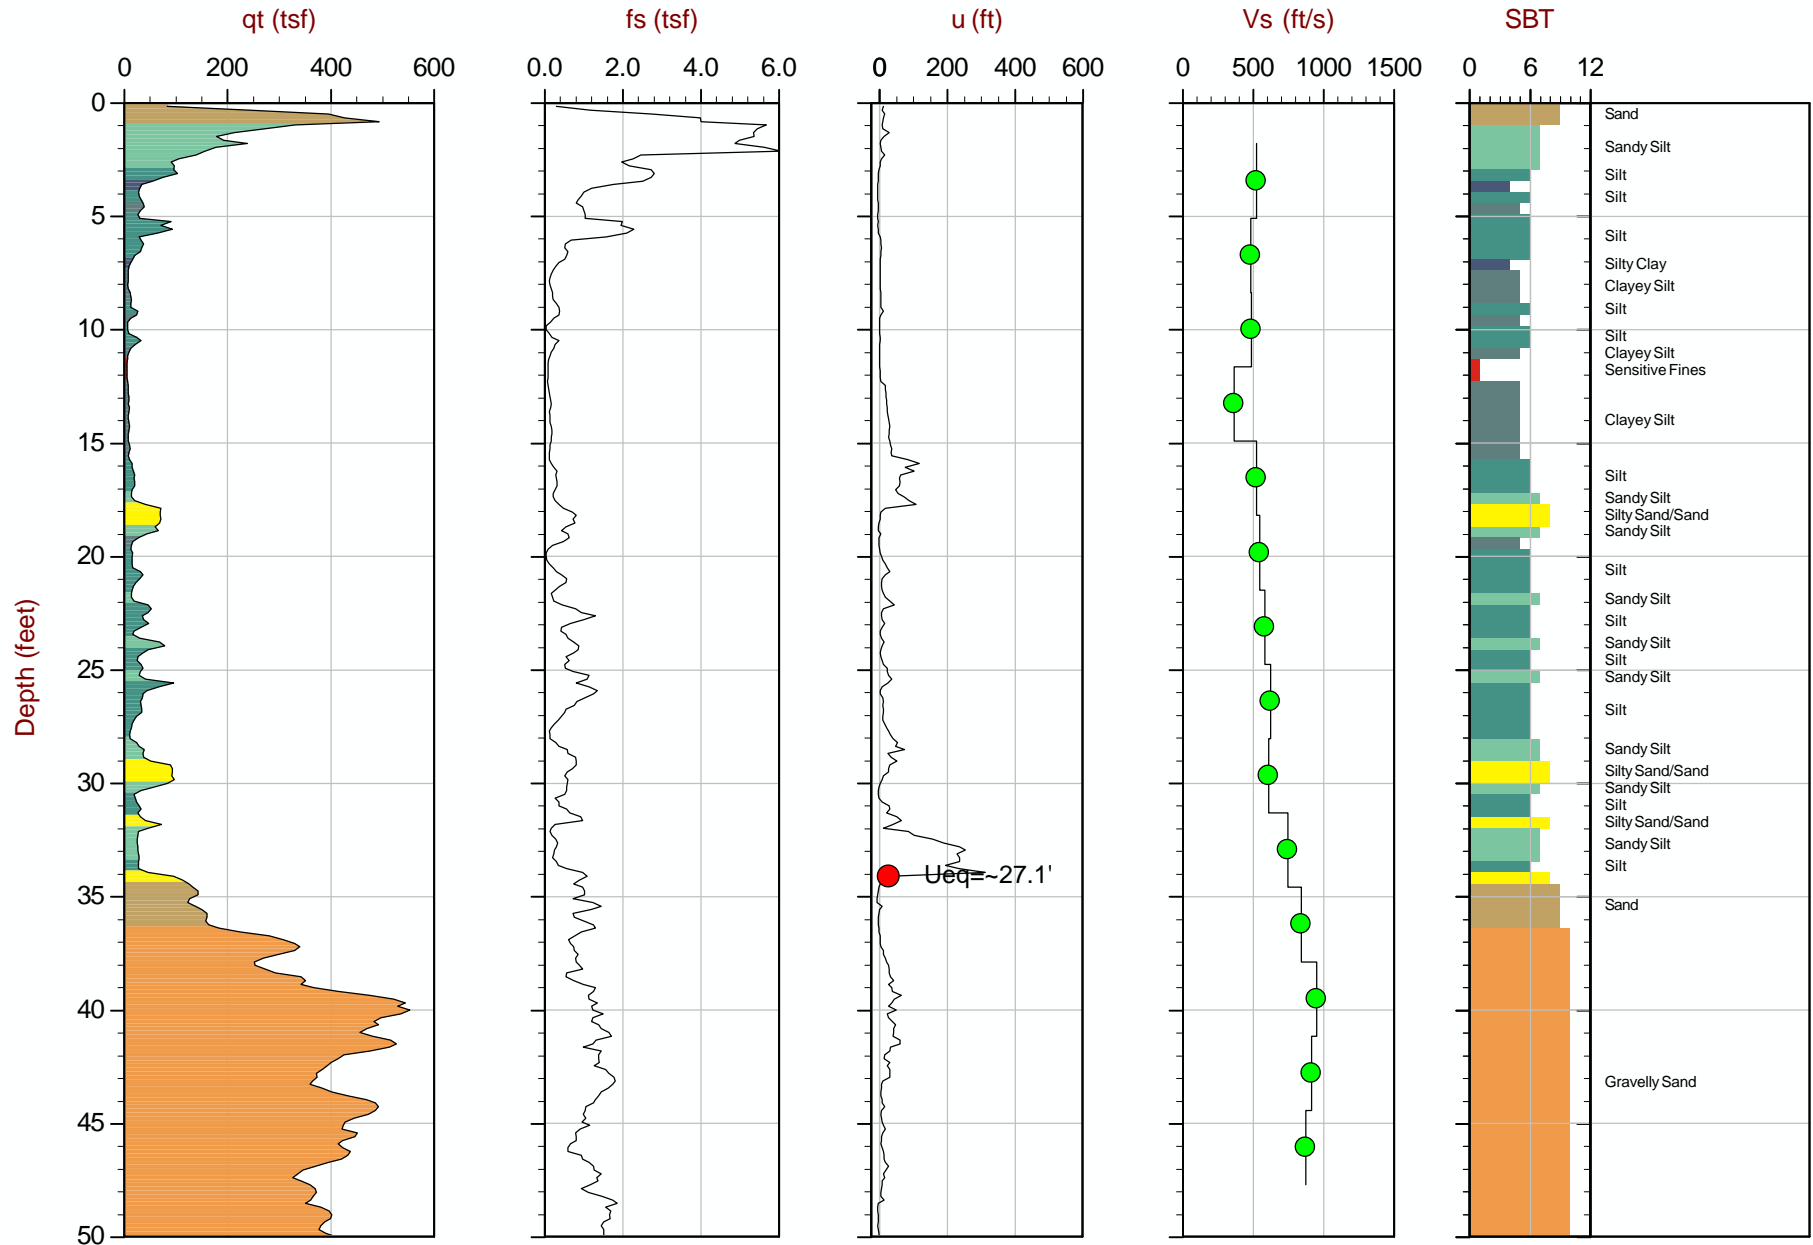 qt (tsf) fs (tsf) u (ft) Vs (ft/s) SBT
0 200 400 600 0.0 2.0 4.0 6.0 0 200 400 600 0 500 1000 1500 0 6 12
0
Sand
Sandy Silt
Silt
Silt
5
Silt
Silty Clay
Clayey Silt
Silt
10
Silt
Clayey Silt
Sensitive Fines
Clayey Silt
15
Silt
Sandy Silt
Silty Sand/Sand
Sandy Silt
20
Silt
Sandy Silt
Silt
Sandy Silt
Silt
25
Sandy Silt
Silt
Sandy Silt
Silty Sand/Sand
30
Sandy Silt
Silt
Silty Sand/Sand
Sandy Silt
Silt
Ueq=~27.1'
35
Sand
40
Gravelly Sand
45
50
Depth (feet)